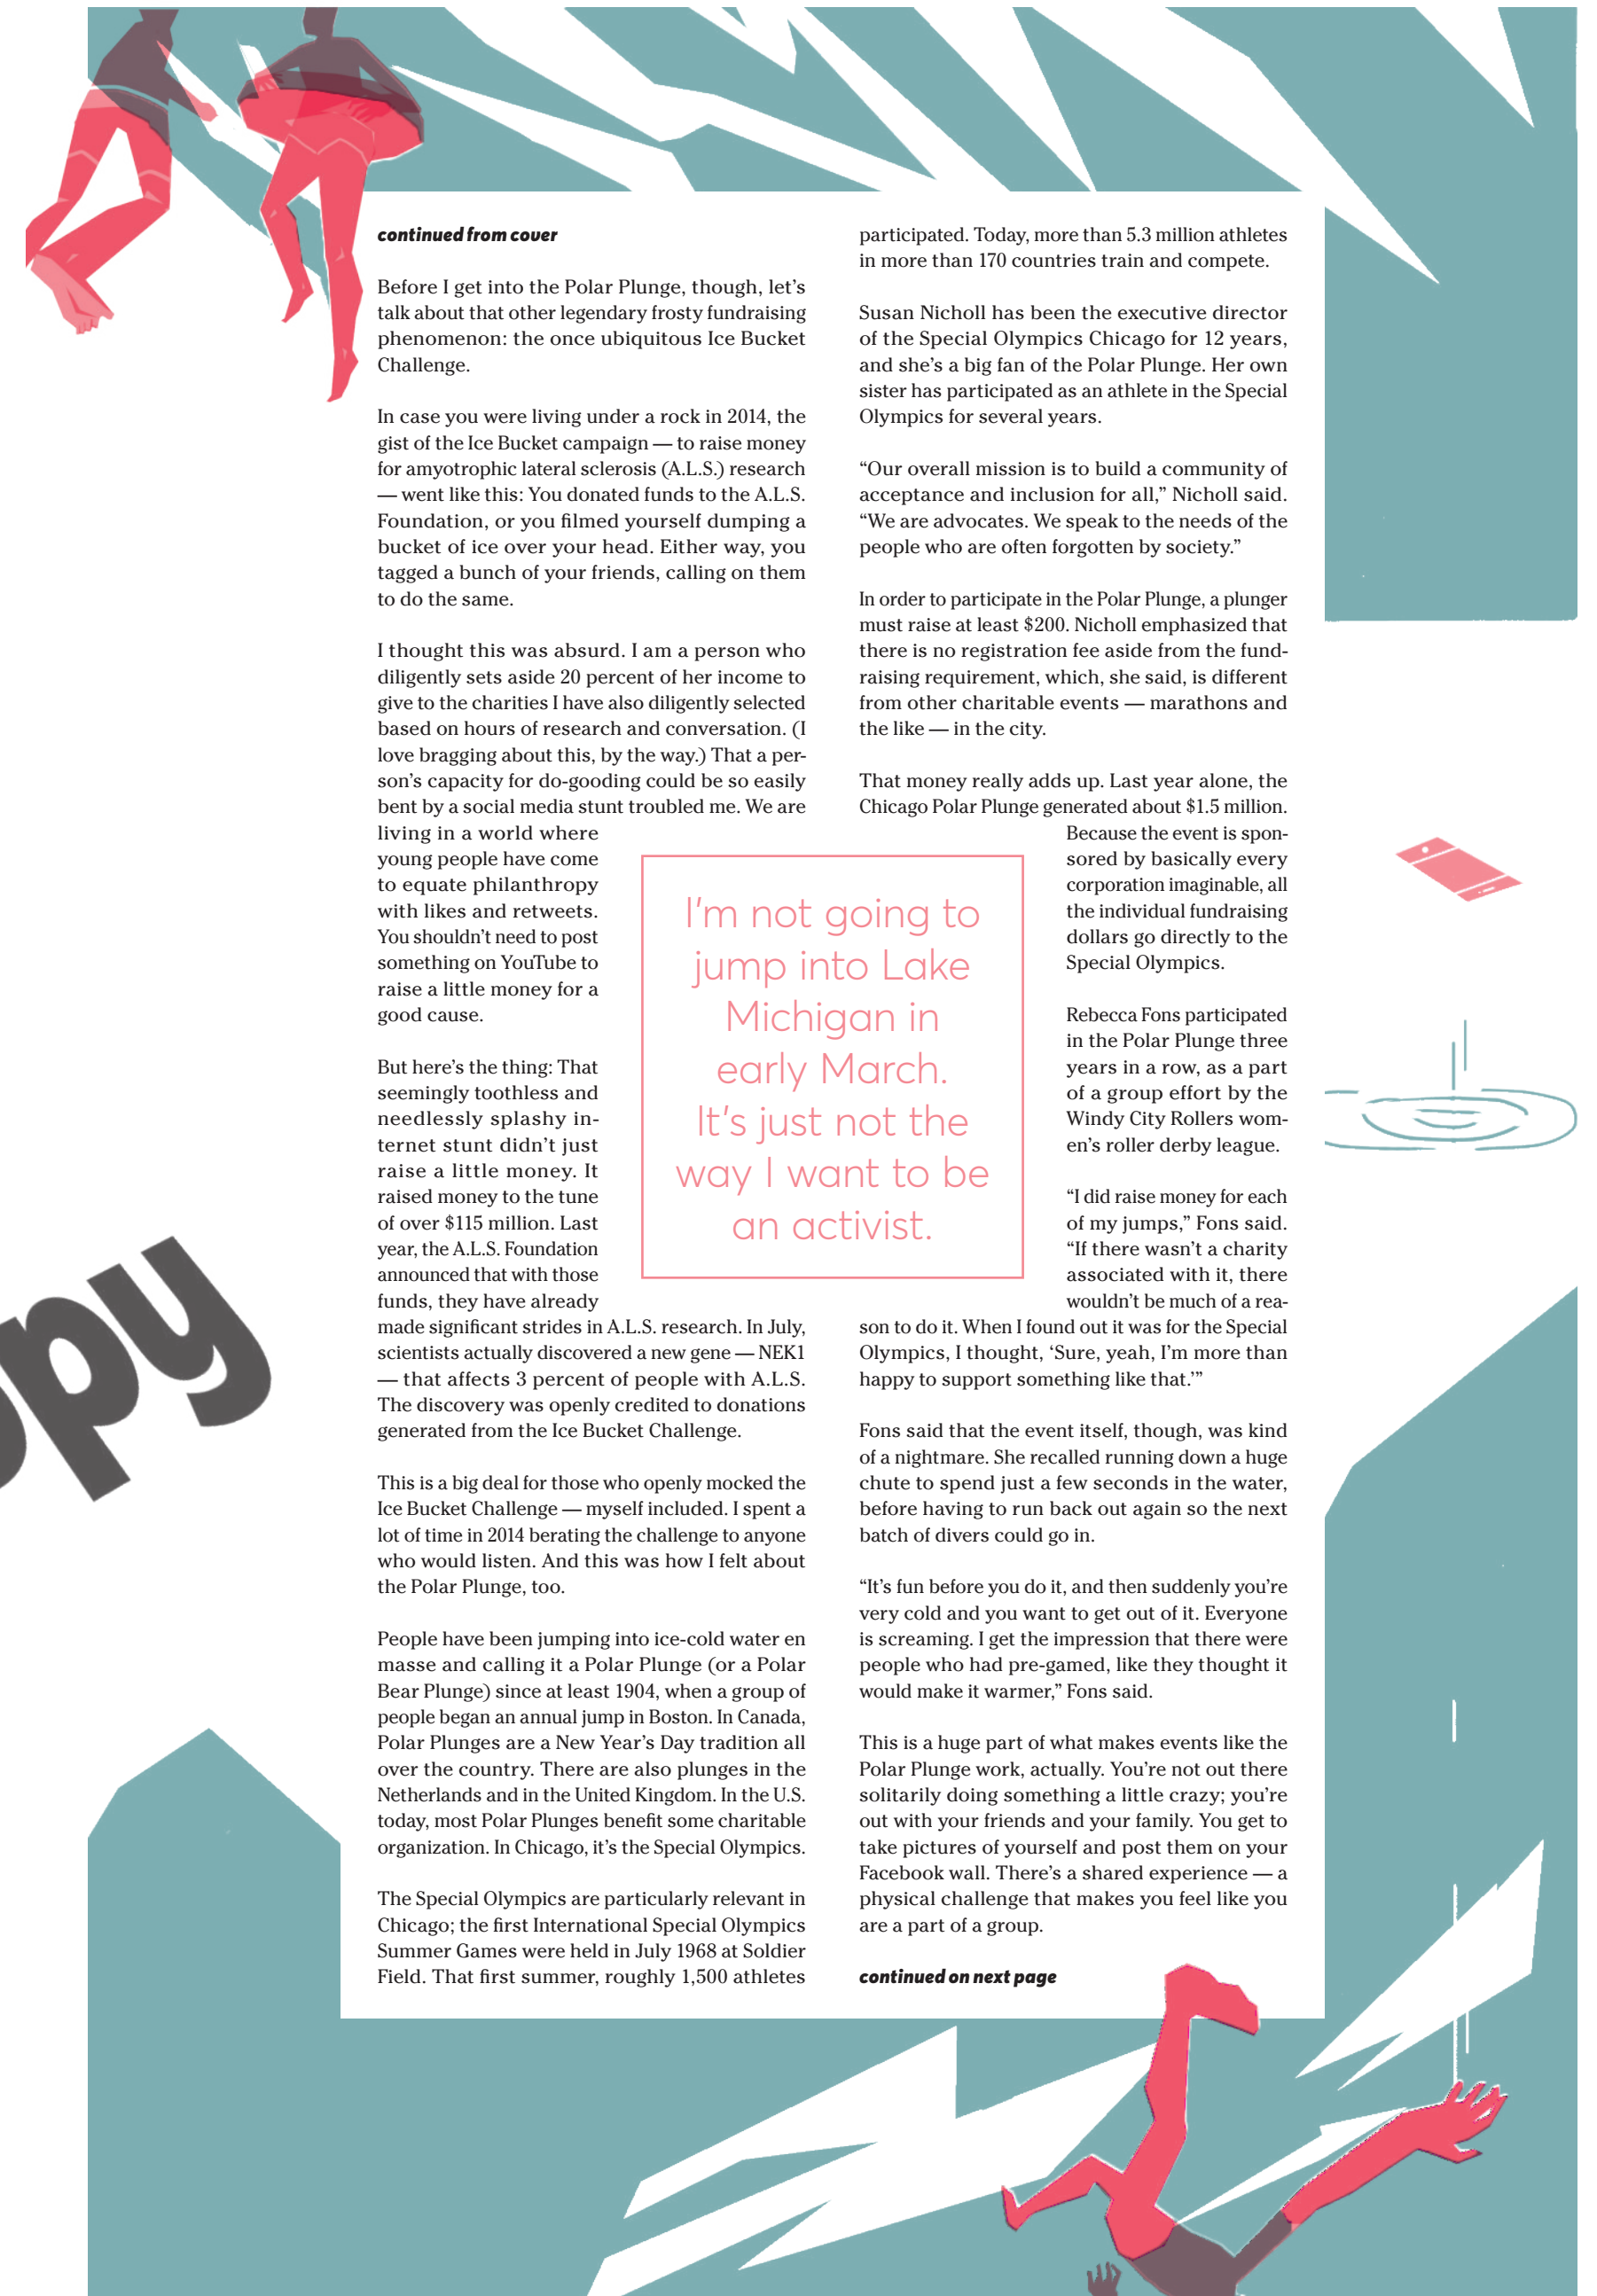 continued from cover
Before I get into the Polar Plunge, though, let’s
talk about that other legendary frosty fundraising
phenomenon: the once ubiquitous Ice Bucket
Challenge.
In case you were living under a rock in 2014, the
gist of the Ice Bucket campaign — to raise money
for amyotrophic lateral sclerosis (A.L.S.) research
— went like this: You donated funds to the A.L.S.
Foundation, or you filmed yourself dumping a
bucket of ice over your head. Either way, you
tagged a bunch of your friends, calling on them
to do the same.
I thought this was absurd. I am a person who
diligently sets aside 20 percent of her income to
give to the charities I have also diligently selected
based on hours of research and conversation. (I
love bragging about this, by the way.) That a per-
son’s capacity for do-gooding could be so easily
bent by a social media stunt troubled me. We are
living in a world where
young people have come
to equate philanthropy
with likes and retweets.
You shouldn’t need to post
something on YouTube to
raise a little money for a
good cause.
But here’s the thing: That
seemingly toothless and
needlessly splashy in-
ternet stunt didn’t just
raise a little money. It
raised money to the tune
of over $115 million. Last
year, the A.L.S. Foundation
announced that with those
funds, they have already
made significant strides in A.L.S. research. In July,
scientists actually discovered a new gene — NEK1
— that affects 3 percent of people with A.L.S.
The discovery was openly credited to donations
generated from the Ice Bucket Challenge.
This is a big deal for those who openly mocked the
Ice Bucket Challenge — myself included. I spent a
lot of time in 2014 berating the challenge to anyone
who would listen. And this was how I felt about
the Polar Plunge, too.
People have been jumping into ice-cold water en
masse and calling it a Polar Plunge (or a Polar
Bear Plunge) since at least 1904, when a group of
people began an annual jump in Boston. In Canada,
Polar Plunges are a New Year’s Day tradition all
over the country. There are also plunges in the
Netherlands and in the United Kingdom. In the U.S.
today, most Polar Plunges benefit some charitable
organization. In Chicago, it’s the Special Olympics.
The Special Olympics are particularly relevant in
Chicago; the first International Special Olympics
Summer Games were held in July 1968 at Soldier
Field. That first summer, roughly 1,500 athletes
participated. Today, more than 5.3 million athletes
in more than 170 countries train and compete.
Susan Nicholl has been the executive director
of the Special Olympics Chicago for 12 years,
and she’s a big fan of the Polar Plunge. Her own
sister has participated as an athlete in the Special
Olympics for several years.
“Our overall mission is to build a community of
acceptance and inclusion for all,” Nicholl said.
“We are advocates. We speak to the needs of the
people who are often forgotten by society.”
In order to participate in the Polar Plunge, a plunger
must raise at least $200. Nicholl emphasized that
there is no registration fee aside from the fund-
raising requirement, which, she said, is different
from other charitable events — marathons and
the like — in the city.
That money really adds up. Last year alone, the
Chicago Polar Plunge generated about $1.5 million.
Because the event is spon-
sored by basically every
corporation imaginable, all
the individual fundraising
dollars go directly to the
Special Olympics.
Rebecca Fons participated
in the Polar Plunge three
years in a row, as a part
of a group effort by the
Windy City Rollers wom-
en’s roller derby league.
“I did raise money for each
of my jumps,” Fons said.
“If there wasn’t a charity
associated with it, there
wouldn’t be much of a rea-
son to do it. When I found out it was for the Special
Olympics, I thought, ‘Sure, yeah, I’m more than
happy to support something like that.’”
Fons said that the event itself, though, was kind
of a nightmare. She recalled running down a huge
chute to spend just a few seconds in the water,
before having to run back out again so the next
batch of divers could go in.
“It’s fun before you do it, and then suddenly you’re
very cold and you want to get out of it. Everyone
is screaming. I get the impression that there were
people who had pre-gamed, like they thought it
would make it warmer,” Fons said.
This is a huge part of what makes events like the
Polar Plunge work, actually. You’re not out there
solitarily doing something a little crazy; you’re
out with your friends and your family. You get to
take pictures of yourself and post them on your
Facebook wall. There’s a shared experience — a
physical challenge that makes you feel like you
are a part of a group.
continued on next page
I’m not going to
jump into Lake
Michigan in
early March.
It’s just not the
way I want to be
an activist.
py